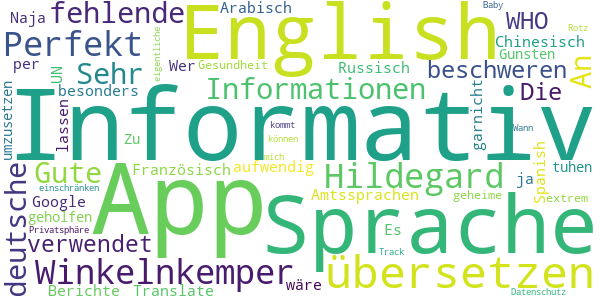 Naja
fehlende
Arabisch
English
Baby
WHO
Rotz
Perfekt
eigentliche
Chinesisch
Gunsten
per
UN
Sehr
Wer
Gesundheit
Russisch
beschweren
An
umzusetzen
besonders
lassen
Informationen
garnicht
Die
Informativ
kommt
Wann
Zu
können
Gute
Französisch
mich
aufwendig
Hildegard
Spanish
tuhen
deutsche
einschränken
App
Amtssprachen
geheime
ja
extrem
Google
geholfen
Sprache
Privatsphäre
Es
verwendet
Track
Winkelnkemper
wäre
übersetzen
Berichte
Translate
Datenschutz